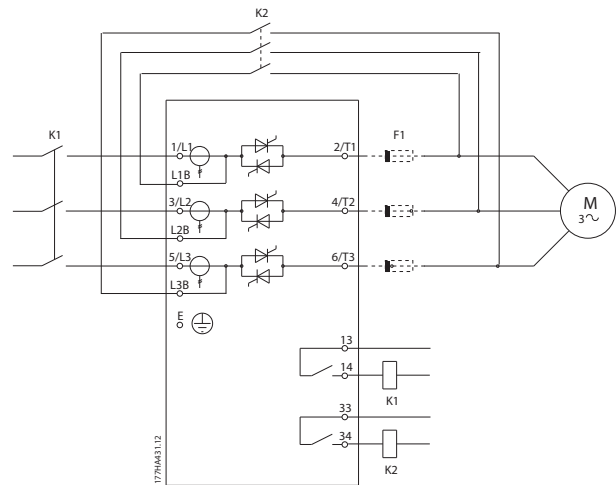 K2
K1
F1
1/L1
2/T1
L1B
3/L2
4/T2
M
3~
L2B
5/L3
6/T3
L3B
E
13
14
K1
33
34
K2
177HA431.12